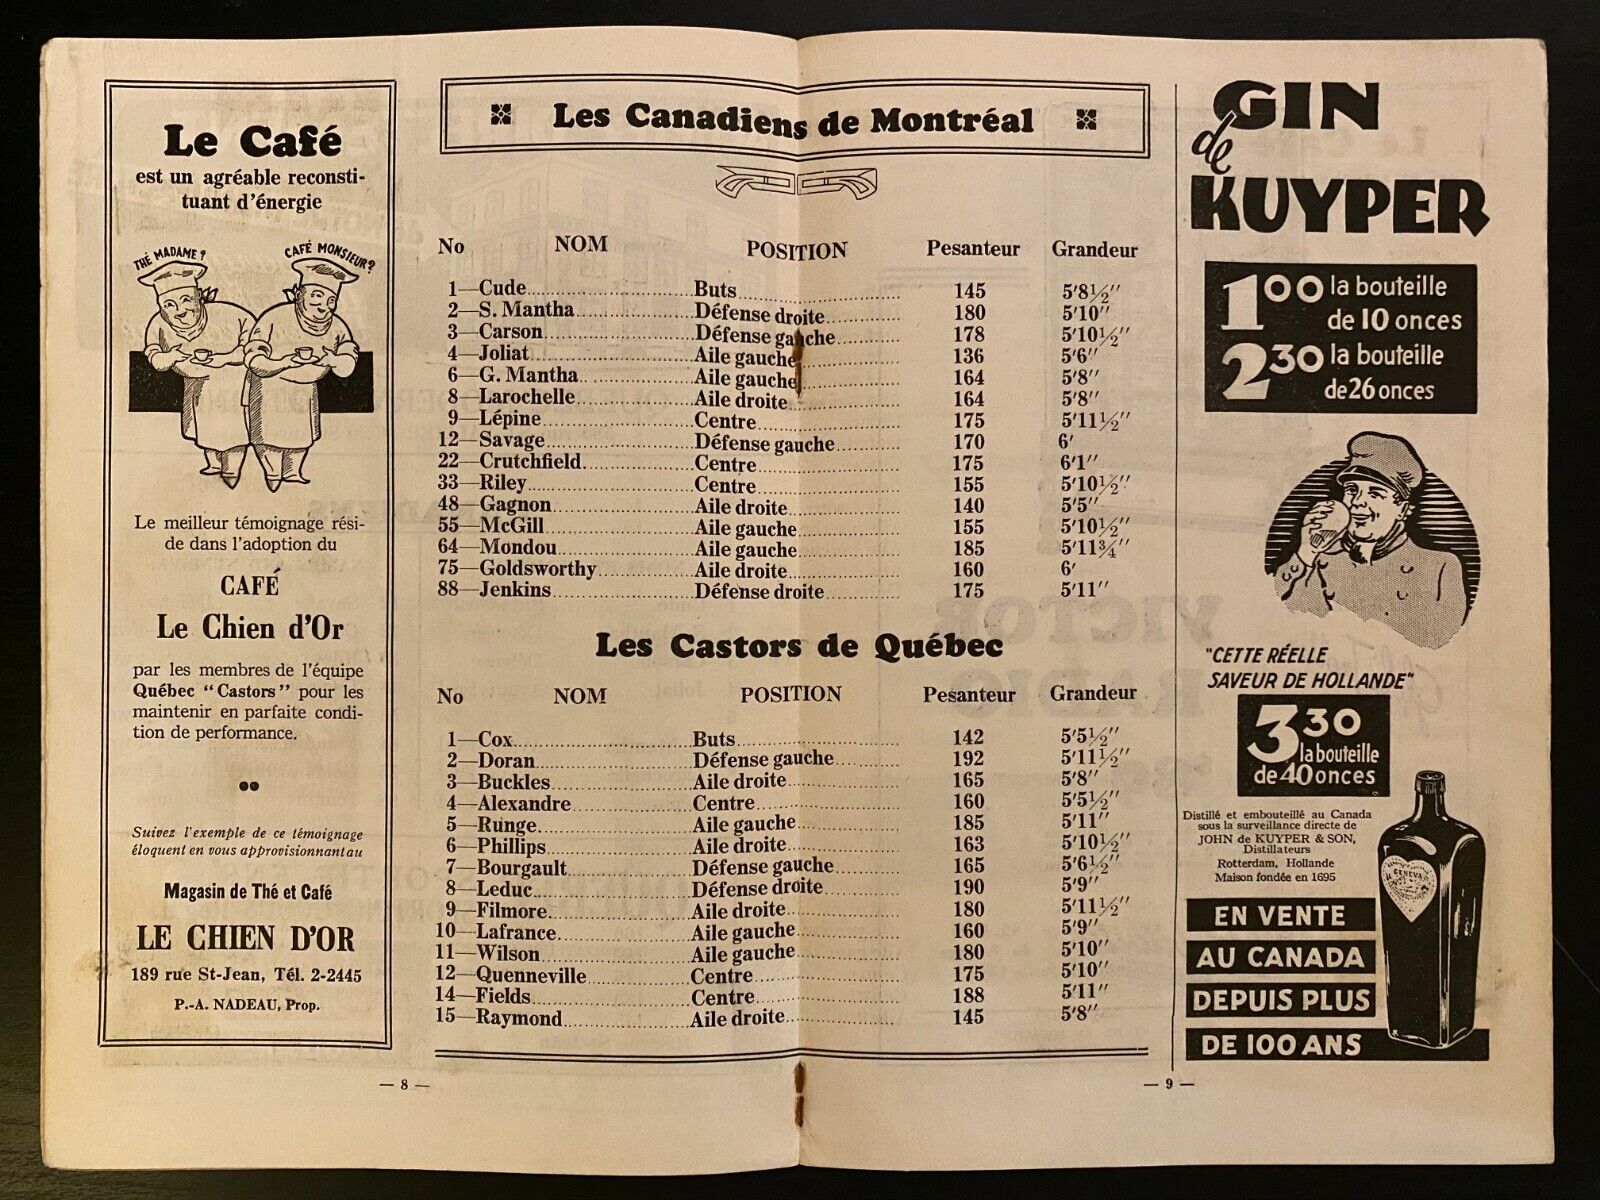 Le Café
est un agréable reconsti-
tuant d'énergie
THÉ MADAME?
CAFÉ MONSIEUR?
Le meilleur témoignage rési-
de dans l'adoption du
CAFÉ
Le Chien d'Or
par les membres de l'équipe
Québec "Castors" pour les
maintenir en parfaite condi-
tion de performance.
Suivez l'exemple de ce témoignage
éloquent en vous approvisionnant au
Magasin de Thé et Café
LE CHIEN D'OR
189 rue St-Jean, Tél. 2-2445
P.-A. NADEAU, Prop.
— 8 —
Les Canadiens de Montréal
No NOM POSITION Pesanteur Grandeur
1—Cude Buts 145 5'8½''
2—S. Mantha Défense droite 180 5'10''
3—Carson Défense gauche 178 5'10½''
4—Joliat Aile gauche 136 5'6''
6—G. Mantha Aile gauche 164 5'8''
8—Larochelle Aile droite 164 5'8''
9—Lépine Centre 175 5'11½''
12—Savage Défense gauche 170 6'
22—Crutchfield Centre 175 6'1''
33—Riley Centre 155 5'10½''
48—Gagnon Aile droite 140 5'5''
55—McGill Aile gauche 155 5'10½''
64—Mondou Aile gauche 185 5'11¾''
75—Goldsworthy Aile droite 160 6'
88—Jenkins Défense droite 175 5'11''
Les Castors de Québec
No NOM POSITION Pesanteur Grandeur
1—Cox Buts 142 5'5½''
2—Doran Défense gauche 192 5'11½''
3—Buckles Aile droite 165 5'8''
4—Alexandre Centre 160 5'5½''
5—Runge Aile gauche 185 5'11''
6—Phillips Aile droite 163 5'10½''
7—Bourgault Défense gauche 165 5'6½''
8—Leduc Défense droite 190 5'9''
9—Filmore Aile droite 180 5'11½''
10—Lafrance Aile gauche 160 5'9''
11—Wilson Aile gauche 180 5'10''
12—Quenneville Centre 175 5'10''
14—Fields Centre 188 5'11''
15—Raymond Aile droite 145 5'8''
— 9 —
GIN
de
KUYPER
1 00 la bouteille
de 10 onces
2 30 la bouteille
de 26 onces
"CETTE RÉELLE
SAVEUR DE HOLLANDE"
3 30
la bouteille
de 40 onces
Distillé et embouteillé au Canada
sous la surveillance directe de
JOHN de KUYPER & SON,
Distillateurs
Rotterdam, Hollande
Maison fondée en 1695
GENEVA
EN VENTE
AU CANADA
DEPUIS PLUS
DE 100 ANS